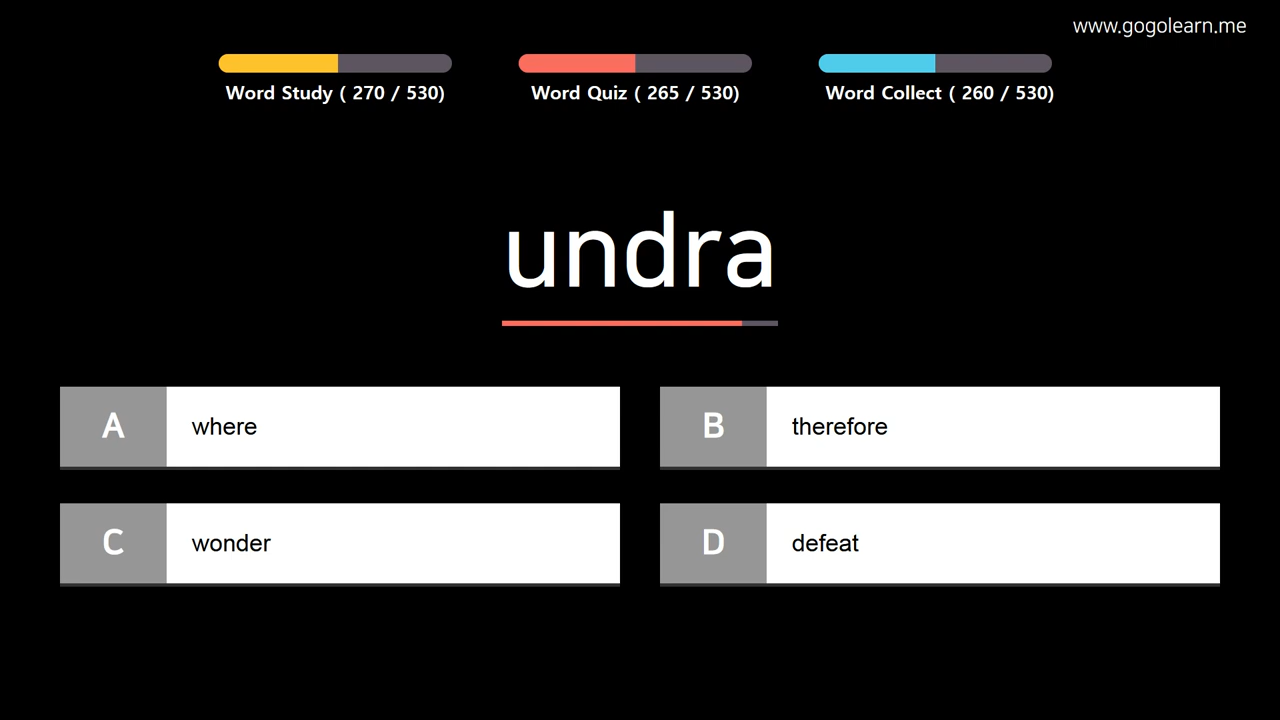 www.gogolearn.me
Word Study ( 270 / 530)
Word Quiz ( 265 / 530)
Word Collect ( 260 / 530)
undra
A where
B therefore
C wonder
D defeat